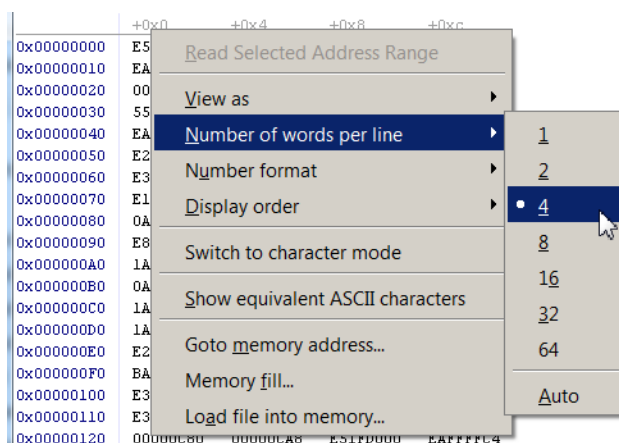 +0x0 +0x4 +0x8 +0xc
0x00000000 E5
0x00000010 EA
0x00000020 00
0x00000030 55
0x00000040 EA
0x00000050 E2
0x00000060 E3
0x00000070 E1
0x00000080 0A
0x00000090 E8
0x000000A0 1A
0x000000B0 0A
0x000000C0 1A
0x000000D0 1A
0x000000E0 E2
0x000000F0 BA
0x00000100 E3
0x00000110 E3
0x00000120 00000C80 00000CA8 E51FD000 EAFFFFC4
Read Selected Address Range
View as
Number of words per line
Number format
Display order
Switch to character mode
Show equivalent ASCII characters
Goto memory address...
Memory fill...
Load file into memory...
1
2
4
8
16
32
64
Auto